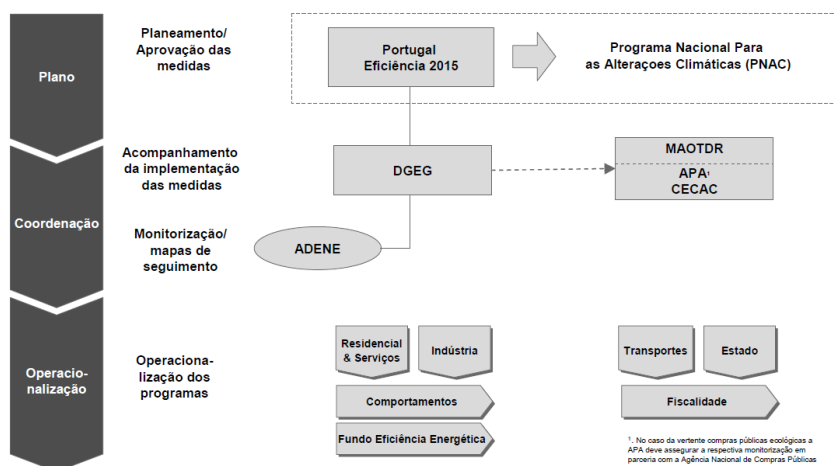 Plano
Planeamento/
Aprovação das
medidas
Portugal
Eficiência 2015
Programa Nacional Para
as Alterações Climáticas (PNAC)
Coordenação
Acompanhamento
da implementação
das medidas
DGEG
MAOTDR
APA¹
CECAC
Monitorização/
mapas de
seguimento
ADENE
Operacio-
nalização
Operaciona-
lização dos
programas
Residencial
& Serviços
Indústria
Transportes
Estado
Comportamentos
Fiscalidade
Fundo Eficiência Energética
¹. No caso da vertente compras públicas ecológicas a
APA deve assegurar a respectiva monitorização em
parceria com a Agência Nacional de Compras Públicas